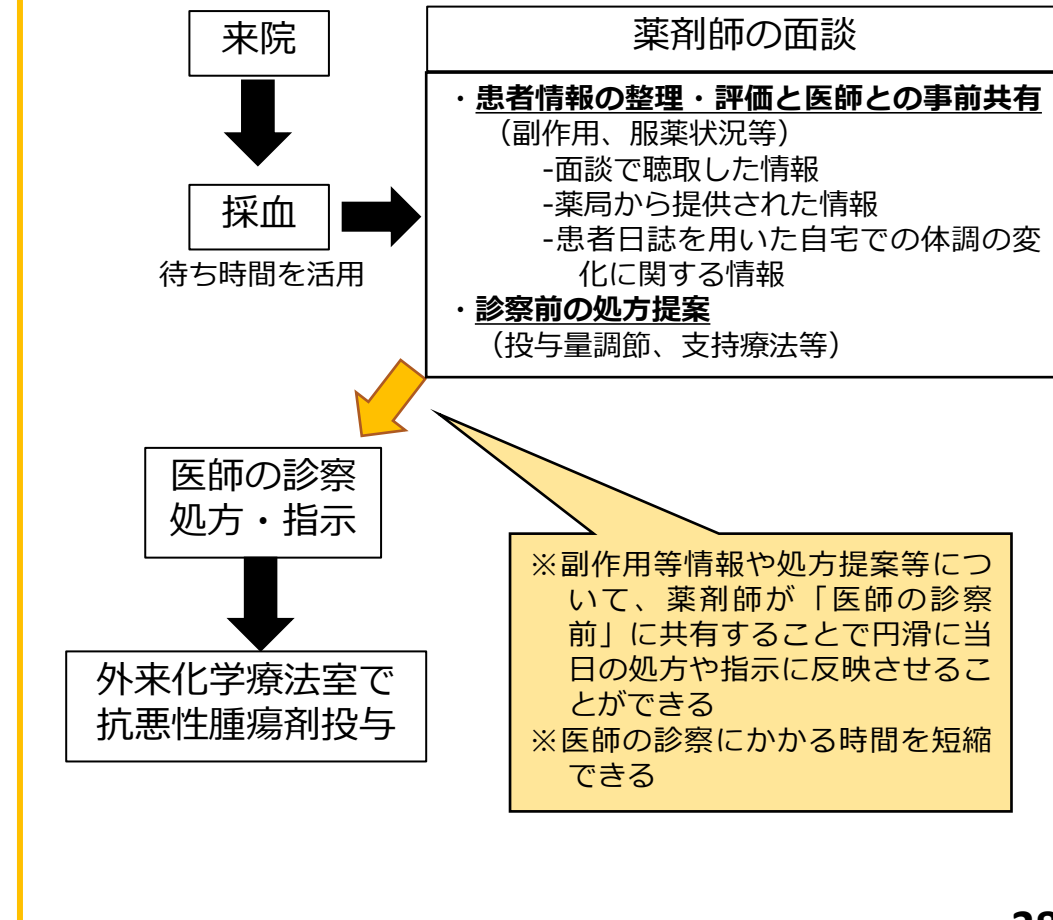 来院
採血
待ち時間を活用
薬剤師の面談
・患者情報の整理・評価と医師との事前共有
（副作用、服薬状況等）
-面談で聴取した情報
-薬局から提供された情報
-患者日誌を用いた自宅での体調の変
化に関する情報
・診察前の処方提案
（投与量調節、支持療法等）
医師の診察
処方・指示
外来化学療法室で
抗悪性腫瘍剤投与
※副作用等情報や処方提案等につ
いて、薬剤師が「医師の診察
前」に共有することで円滑に当
日の処方や指示に反映させるこ
とができる
※医師の診察にかかる時間を短縮
できる